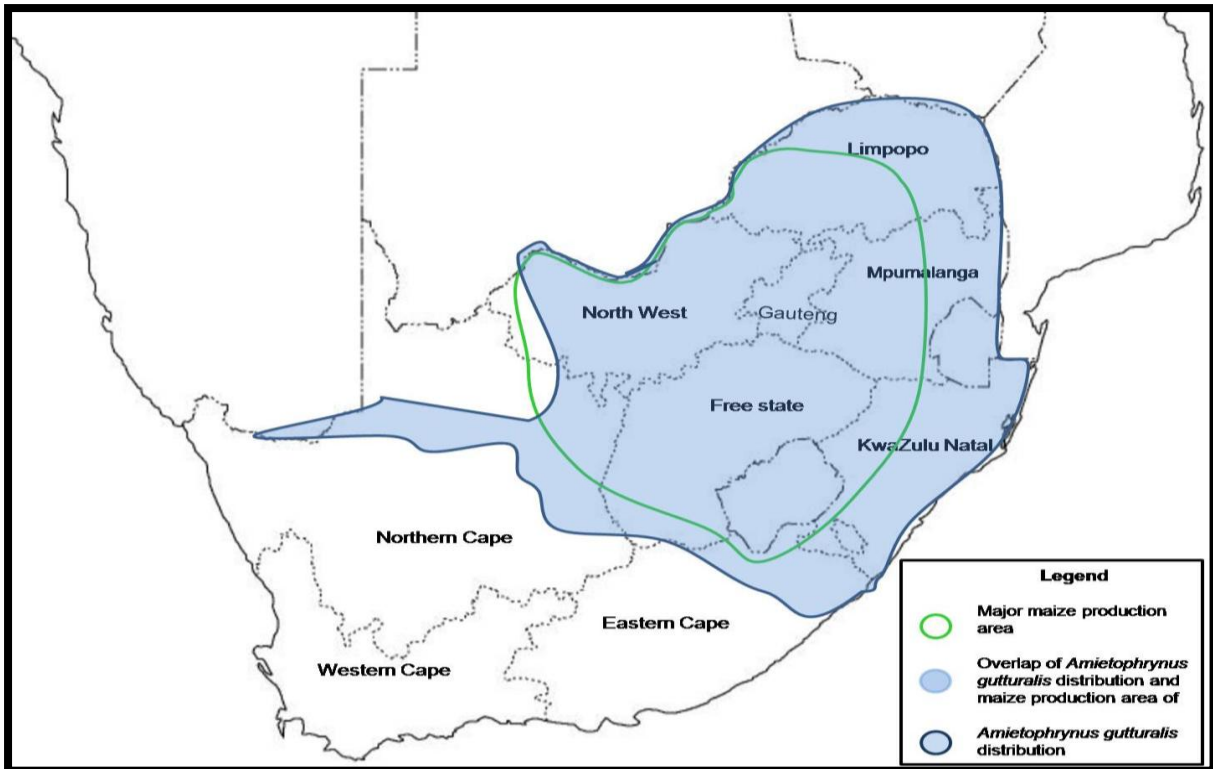 Limpopo
Mpumalanga
North West
Gauteng
Free state
KwaZulu Natal
Northern Cape
Eastern Cape
Western Cape
Legend
Major maize production
area
Overlap of Amietophrynus
gutturalis distribution and
maize production area of
Amietophrynus gutturalis
distribution